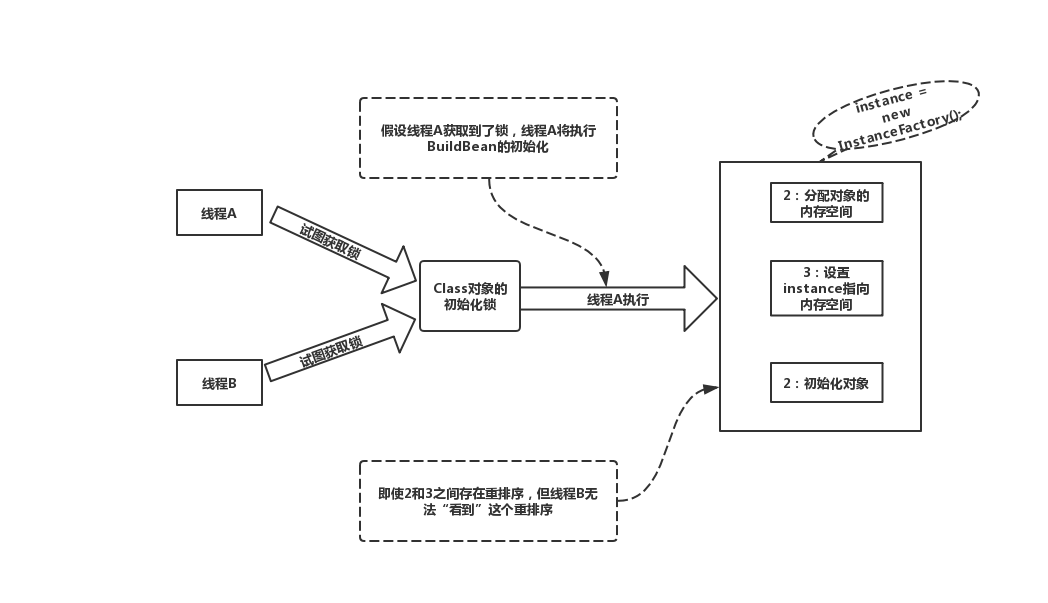 instance =
new
InstanceFactory();
假设线程A获取到了锁，线程A将执行
BuildBean的初始化
线程A
试图获取锁
2：分配对象的
内存空间
Class对象的
初始化锁
线程A执行
3：设置
instance指向
内存空间
线程B
试图获取锁
2：初始化对象
即使2和3之间存在重排序，但线程B无
法“看到”这个重排序